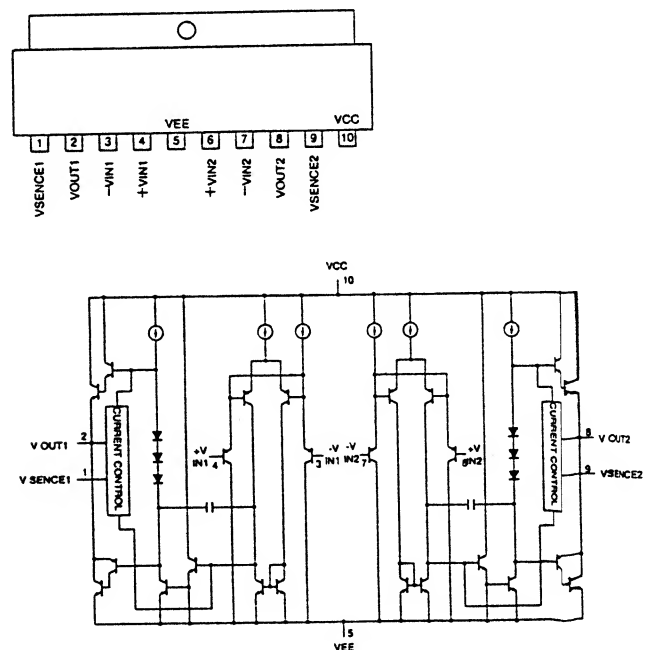 VEE VCC
1 2 3 4 5 6 7 8 9 10
VSENCE1
VOUT1
-VIN1
+VIN1
+VIN2
-VIN2
VOUT2
VSENCE2
VCC
10
CURRENT CONTROL
CURRENT CONTROL
V OUT1 2
V SENCE1 1
+V
IN1 4
3 -V
IN1
-V
IN2 7
+V
6 IN2
8 V OUT2
9 VSENCE2
5
VEE